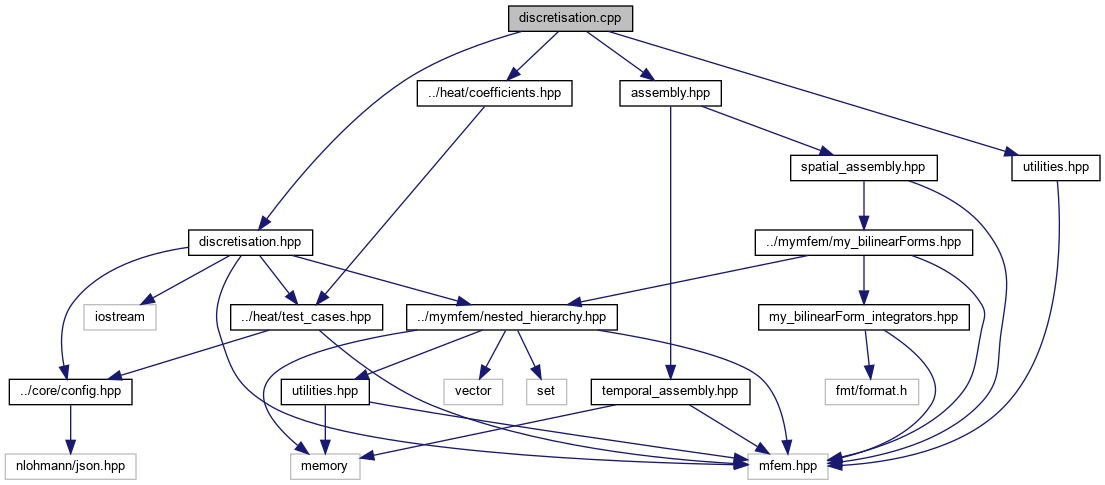 discretisation.cpp
../heat/coefficients.hpp
assembly.hpp
spatial_assembly.hpp
utilities.hpp
discretisation.hpp
../mymfem/my_bilinearForms.hpp
iostream
../heat/test_cases.hpp
../mymfem/nested_hierarchy.hpp
my_bilinearForm_integrators.hpp
../core/config.hpp
utilities.hpp
vector
set
temporal_assembly.hpp
fmt/format.h
nlohmann/json.hpp
memory
mfem.hpp